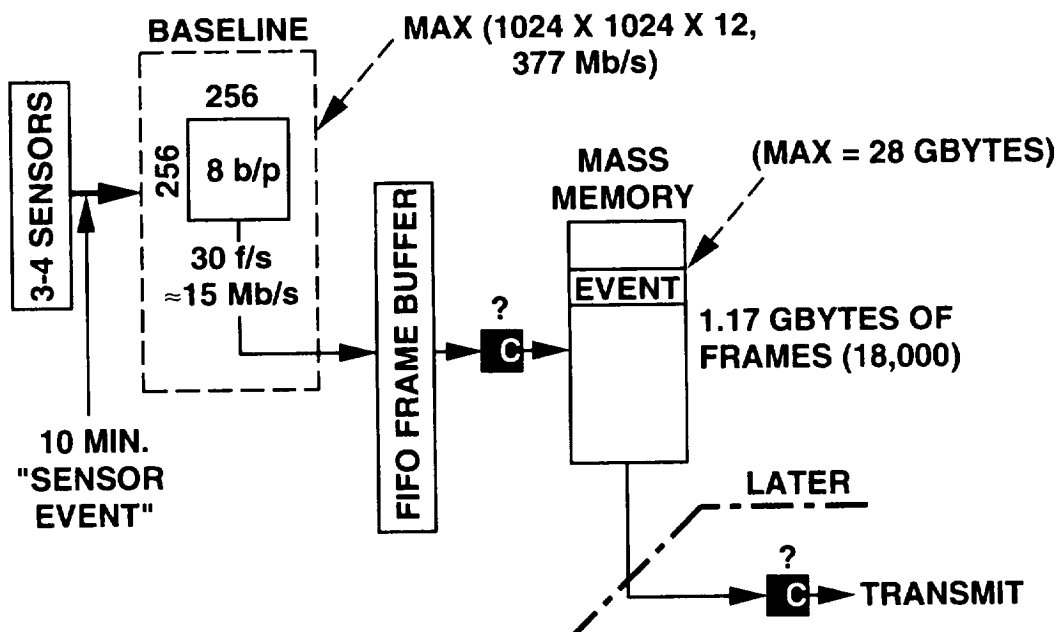 BASELINE
MAX (1024 X 1024 X 12,
377 Mb/s)
3-4 SENSORS
256
256
8 b/p
30 f/s
≈15 Mb/s
10 MIN.
"SENSOR
EVENT"
FIFO FRAME BUFFER
?
C
MASS
MEMORY
(MAX = 28 GBYTES)
EVENT
1.17 GBYTES OF
FRAMES (18,000)
LATER
?
C
TRANSMIT